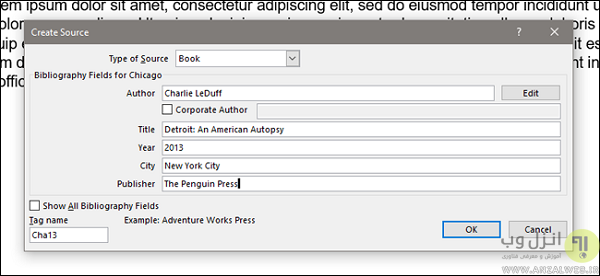 em ipsum dolor sit amet, consectetur adipiscing elit, sed do eiusmod tempor incididunt u
Create Source
Type of Source Book
Bibliography Fields for Chicago
Author Charlie LeDuff Edit
Corporate Author
Title Detroit: An American Autopsy
Year 2013
City New York City
Publisher The Penguin Press
Show All Bibliography Fields
Tag name Example: Adventure Works Press
Cha13
OK Cancel
انزل وب
آموزش و معرفی فناوری
WWW.ANZALWEB.IR